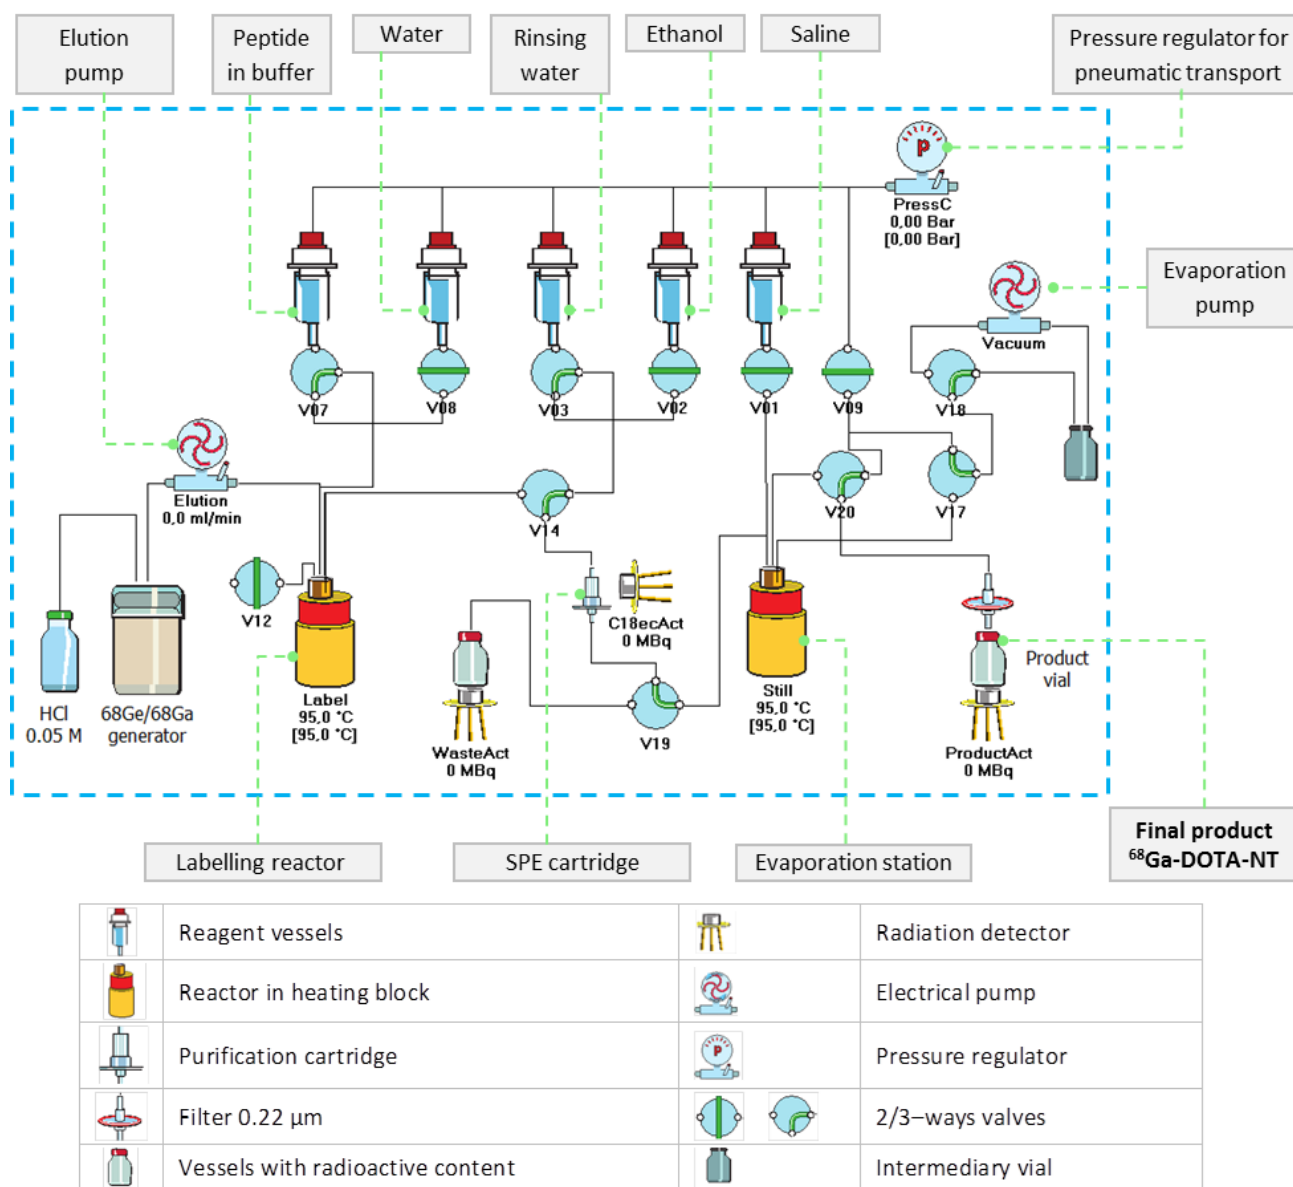 Elution
pump
Peptide
in buffer
Water
Rinsing
water
Ethanol
Saline
Pressure regulator for
pneumatic transport
P
PressC
0,00 Bar
[0,00 Bar]
Evaporation
pump
Vacuum
V07
V08
V03
V02
V01
V09
V18
Elution
0,0 ml/min
V14
V20
V17
V12
C18ecAct
0 MBq
Label
95,0 °C
[95,0 °C]
Still
95,0 °C
[95,0 °C]
Product
vial
HCl
0.05 M
68Ge/68Ga
generator
WasteAct
0 MBq
V19
ProductAct
0 MBq
Labelling reactor
SPE cartridge
Evaporation station
Final product
⁶⁸Ga-DOTA-NT
Reagent vessels
Radiation detector
Reactor in heating block
Electrical pump
Purification cartridge
P
Pressure regulator
Filter 0.22 µm
2/3–ways valves
Vessels with radioactive content
Intermediary vial